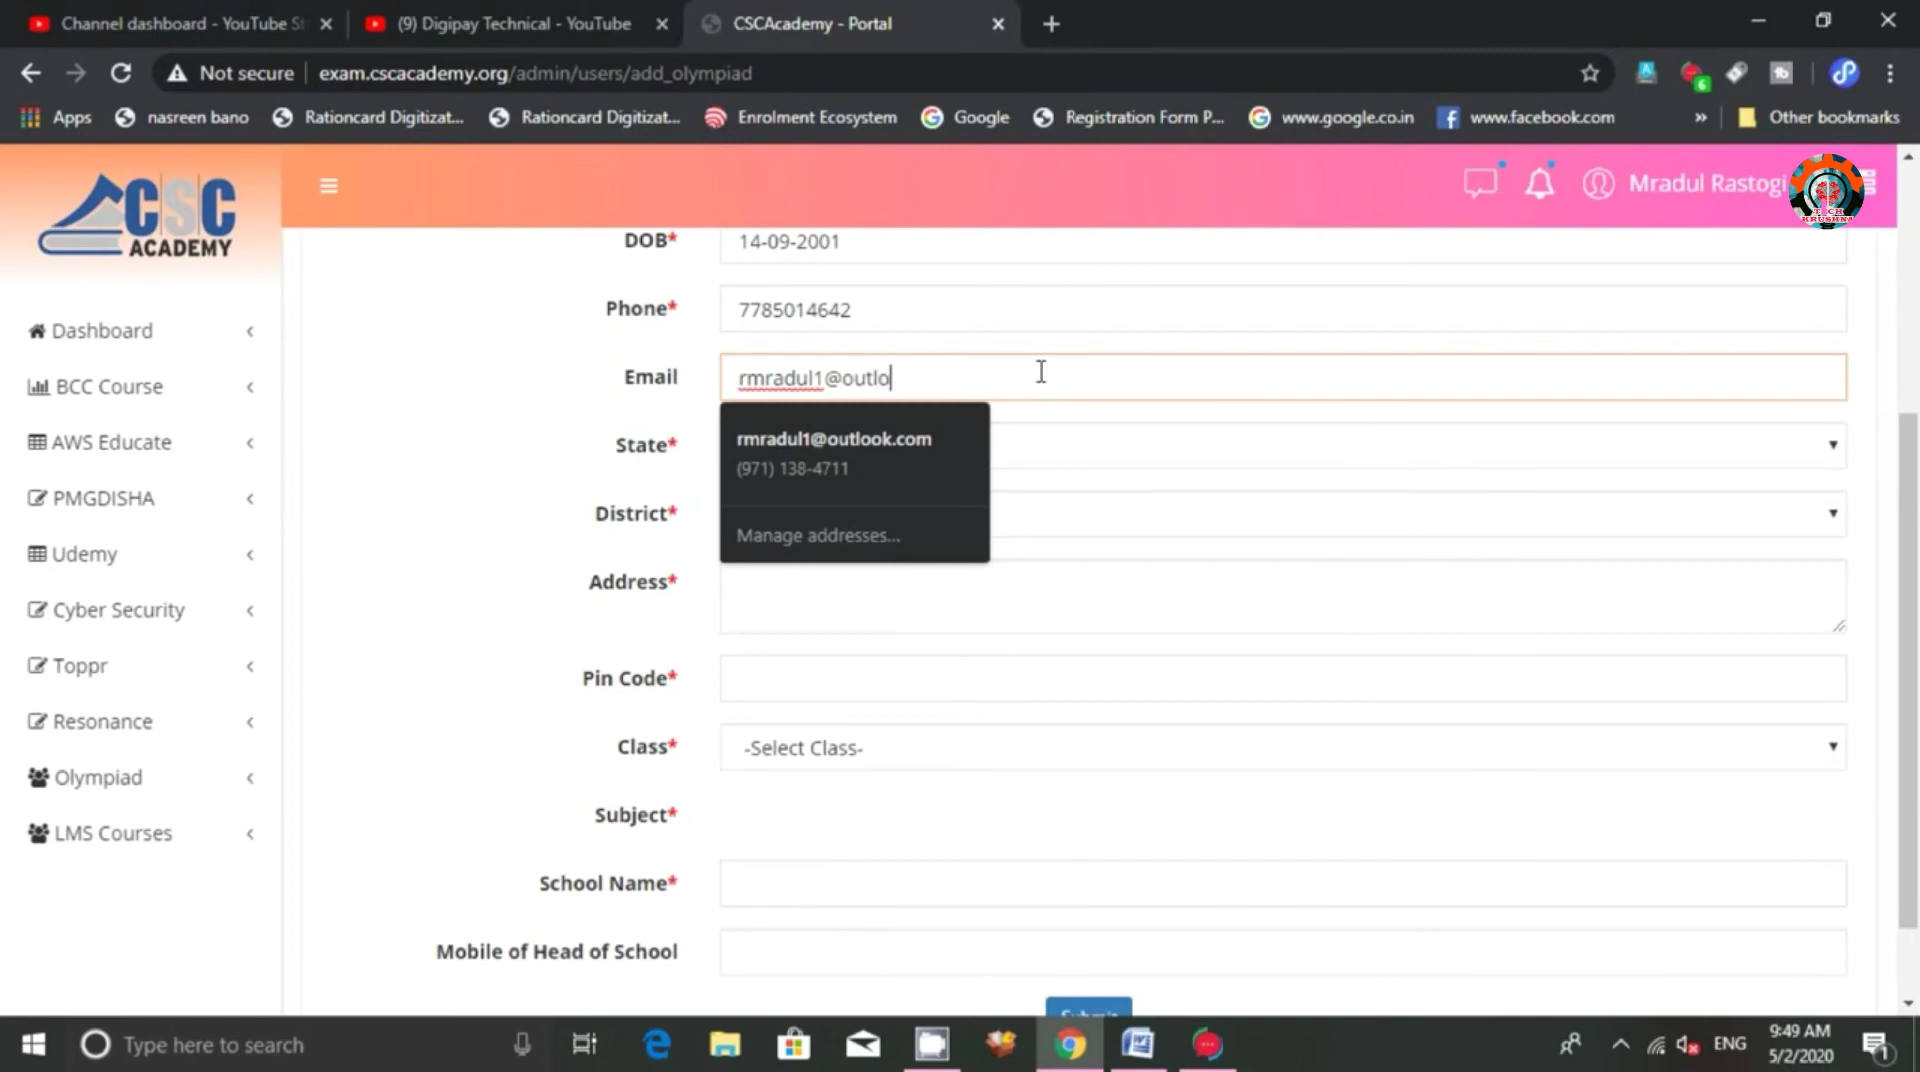 Channel dashboard - YouTube St
(9) Digipay Technical - YouTube
CSCAcademy - Portal
Not secure
exam.cscacademy.org/admin/users/add_olympiad
Apps
nasreen bano
Rationcard Digitizat...
Rationcard Digitizat...
Enrolment Ecosystem
Google
Registration Form P...
www.google.co.in
www.facebook.com
»
Other bookmarks
CSC
ACADEMY
Mradul Rastogi
TECH
KRUSHNA
Dashboard
BCC Course
AWS Educate
PMGDISHA
Udemy
Cyber Security
Toppr
Resonance
Olympiad
LMS Courses
DOB* 14-09-2001
Phone* 7785014642
Email rmradul1@outlo
rmradul1@outlook.com
(971) 138-4711
Manage addresses...
State*
District*
Address*
Pin Code*
Class* -Select Class-
Subject*
School Name*
Mobile of Head of School
Submit
Type here to search
ENG
9:49 AM
5/2/2020
1
6